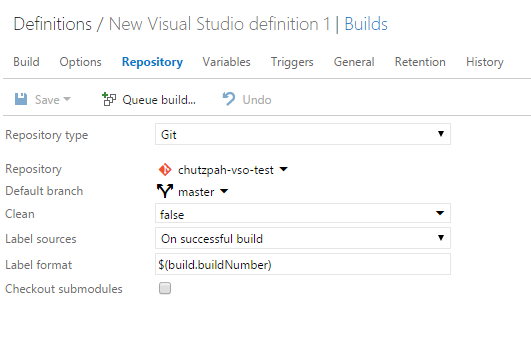 Definitions / New Visual Studio definition 1 | Builds
Build Options Repository Variables Triggers General Retention History
Save Queue build... Undo
Repository type Git
Repository chutzpah-vso-test
Default branch master
Clean false
Label sources On successful build
Label format $(build.buildNumber)
Checkout submodules